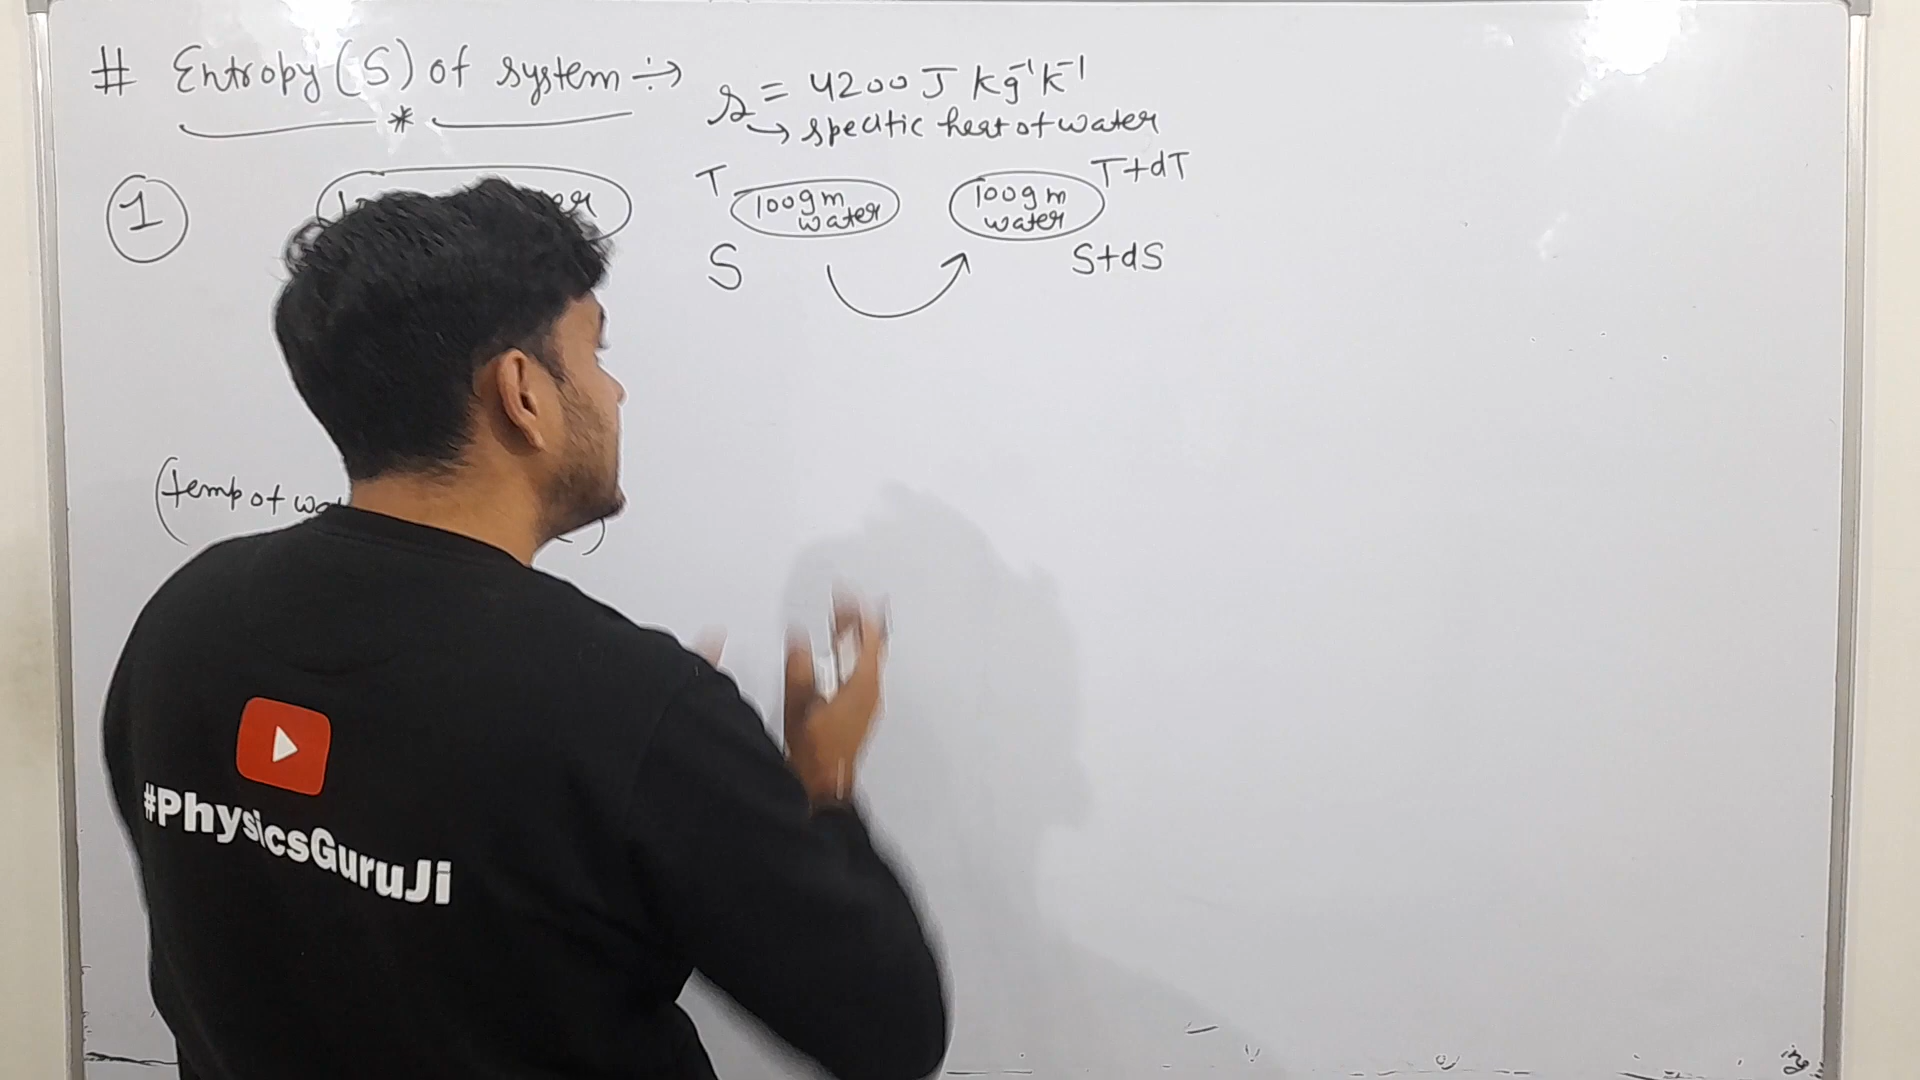 # Entropy (S) of system ÷→
s = 4200 J kg⁻¹ K⁻¹
→ specific heat of water
1
T
100gm
water
S
100gm
water
T+dT
S+dS
(temp of
#PhysicsGuruJi